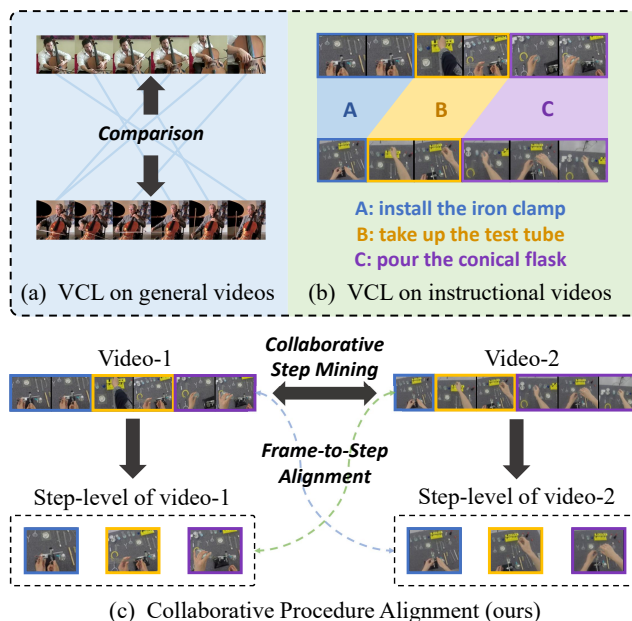 Comparison
(a) VCL on general videos
A
B
C
A: install the iron clamp
B: take up the test tube
C: pour the conical flask
(b) VCL on instructional videos
Video-1
Collaborative
Step Mining
Video-2
Frame-to-Step
Alignment
Step-level of video-1
Step-level of video-2
(c) Collaborative Procedure Alignment (ours)